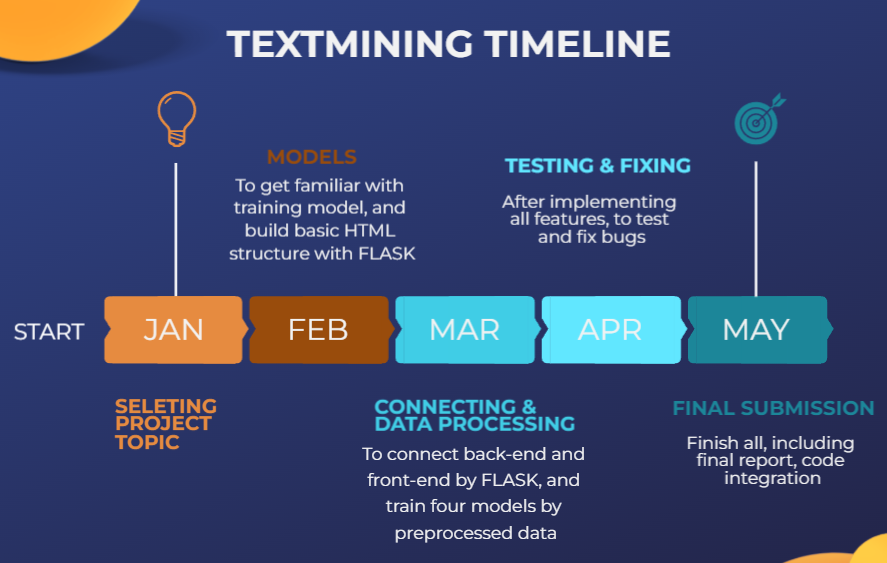 TEXTMINING TIMELINE
MODELS
To get familiar with
training model, and
build basic HTML
structure with FLASK
TESTING & FIXING
After implementing
all features, to test
and fix bugs
START
JAN
FEB
MAR
APR
MAY
SELETING
PROJECT
TOPIC
CONNECTING &
DATA PROCESSING
To connect back-end and
front-end by FLASK, and
train four models by
preprocessed data
FINAL SUBMISSION
Finish all, including
final report, code
integration